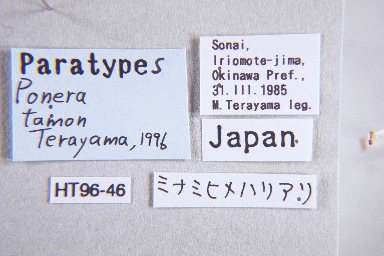 Paratypes
Ponera
tamon
Terayama, 1996
Sonai,
Iriomote-jima,
Okinawa Pref.,
31. III. 1985
M. Terayama leg.
Japan.
HT96-46
ミナミヒメハリアリ